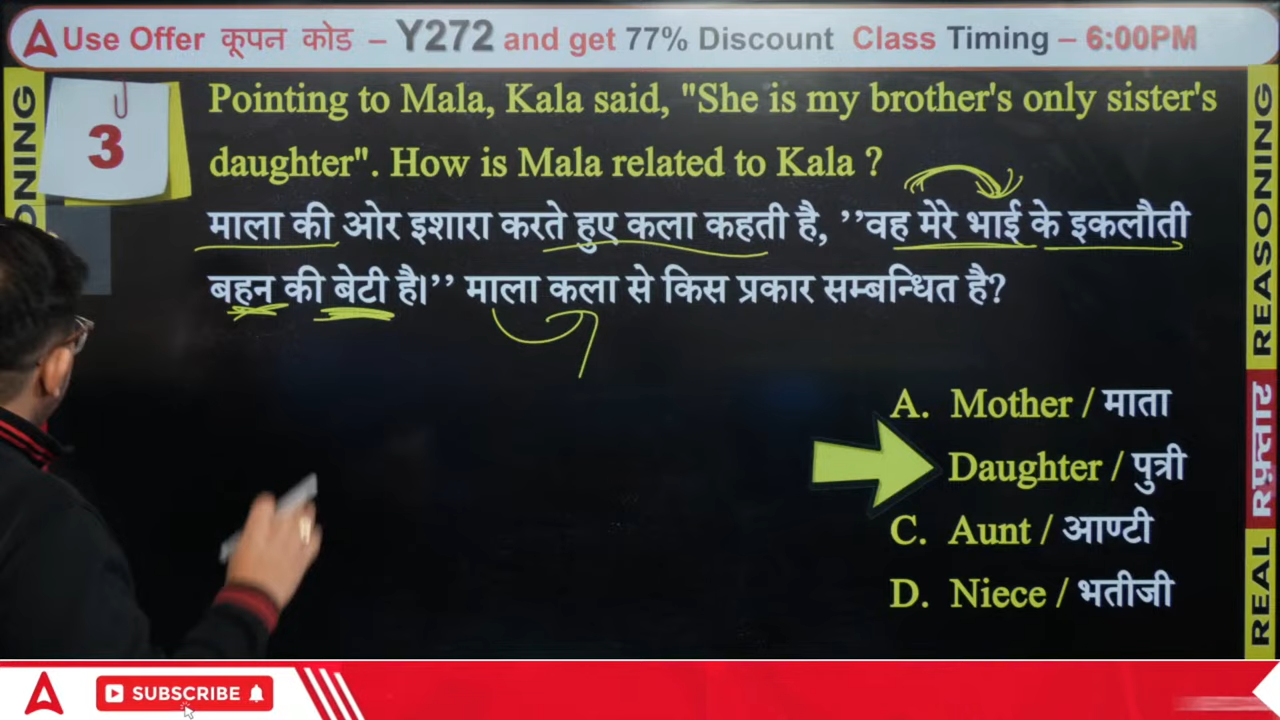 Use Offer कूपन कोड – Y272 and get 77% Discount Class Timing – 6:00PM
3
Pointing to Mala, Kala said, "She is my brother's only sister's
daughter". How is Mala related to Kala ?
माला की ओर इशारा करते हुए कला कहती है, ’’वह मेरे भाई के इकलौती
बहन की बेटी है।’’ माला कला से किस प्रकार सम्बन्धित है?
A. Mother / माता
Daughter / पुत्री
C. Aunt / आण्टी
D. Niece / भतीजी
ONING
REAL रफ़्तार REASONING
SUBSCRIBE